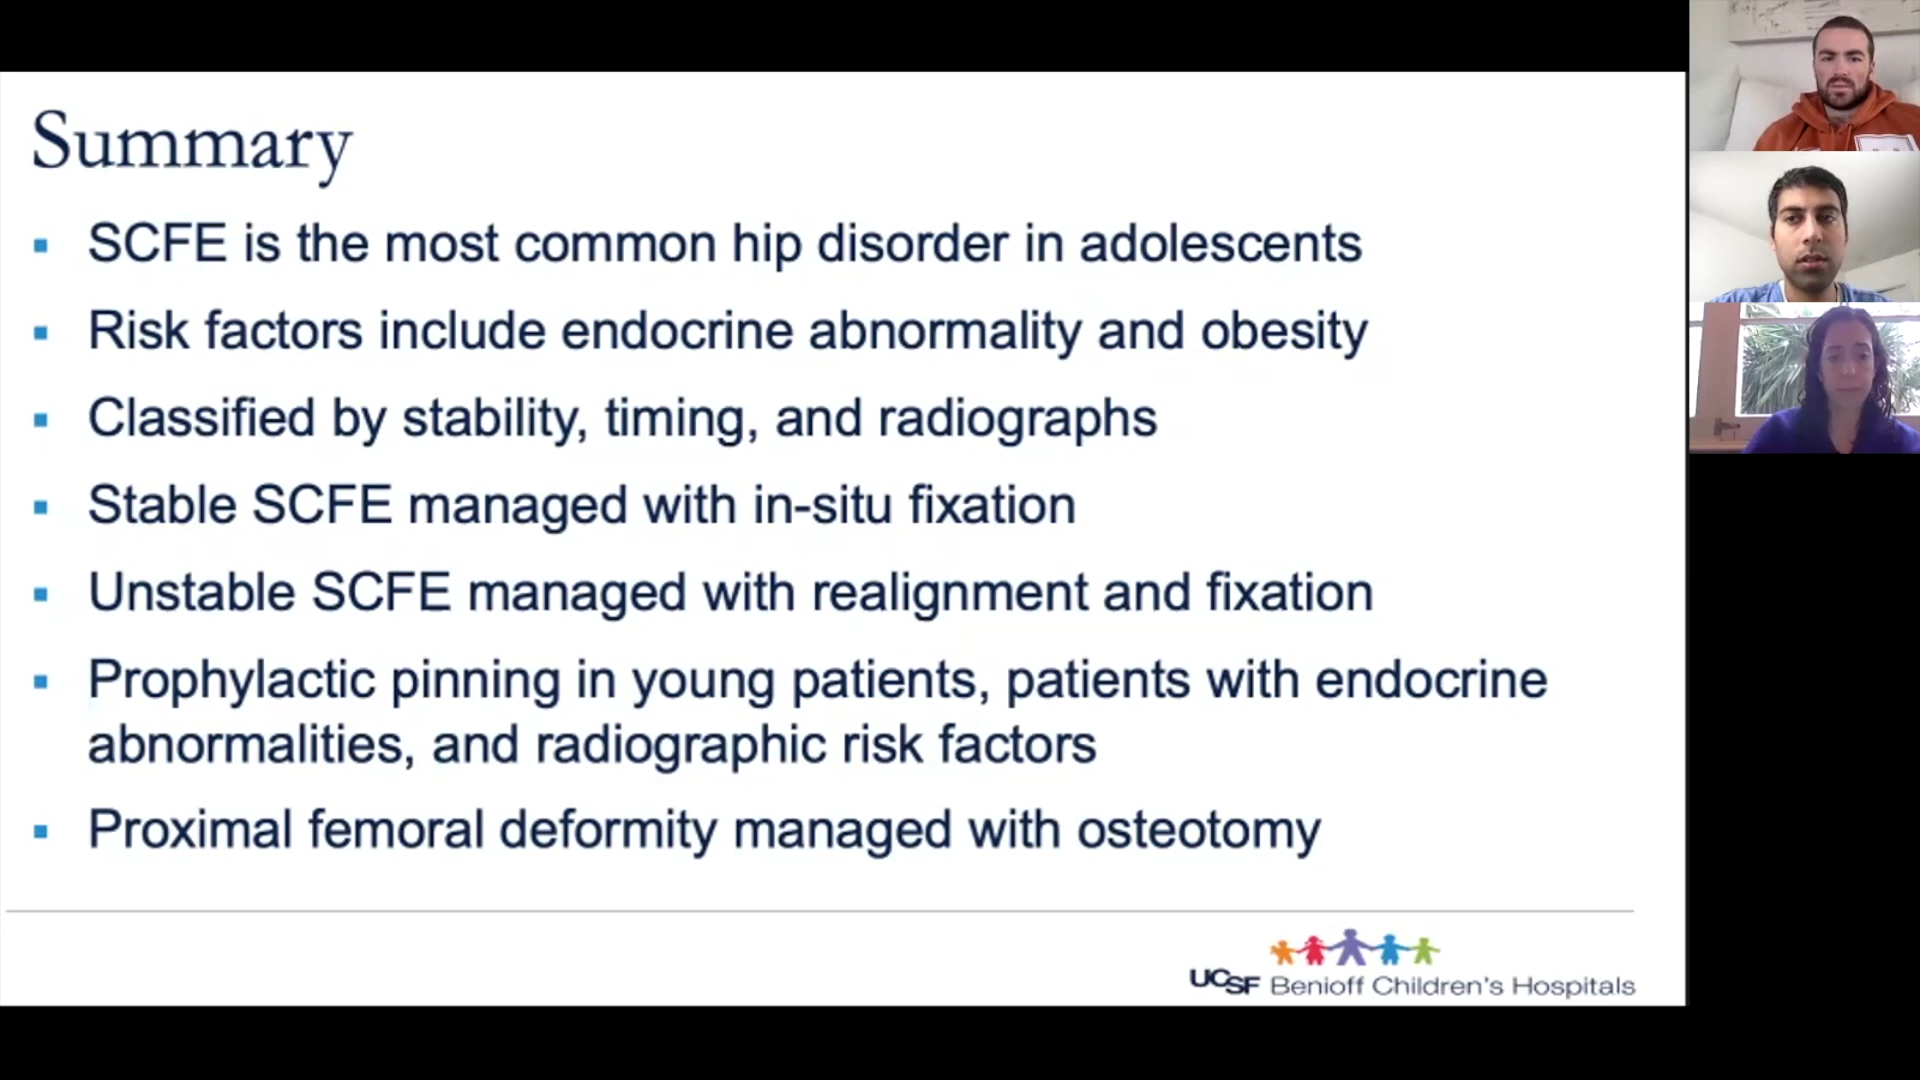 Summary
▪ SCFE is the most common hip disorder in adolescents
▪ Risk factors include endocrine abnormality and obesity
▪ Classified by stability, timing, and radiographs
▪ Stable SCFE managed with in-situ fixation
▪ Unstable SCFE managed with realignment and fixation
▪ Prophylactic pinning in young patients, patients with endocrine
abnormalities, and radiographic risk factors
▪ Proximal femoral deformity managed with osteotomy
UCSF Benioff Children's Hospitals